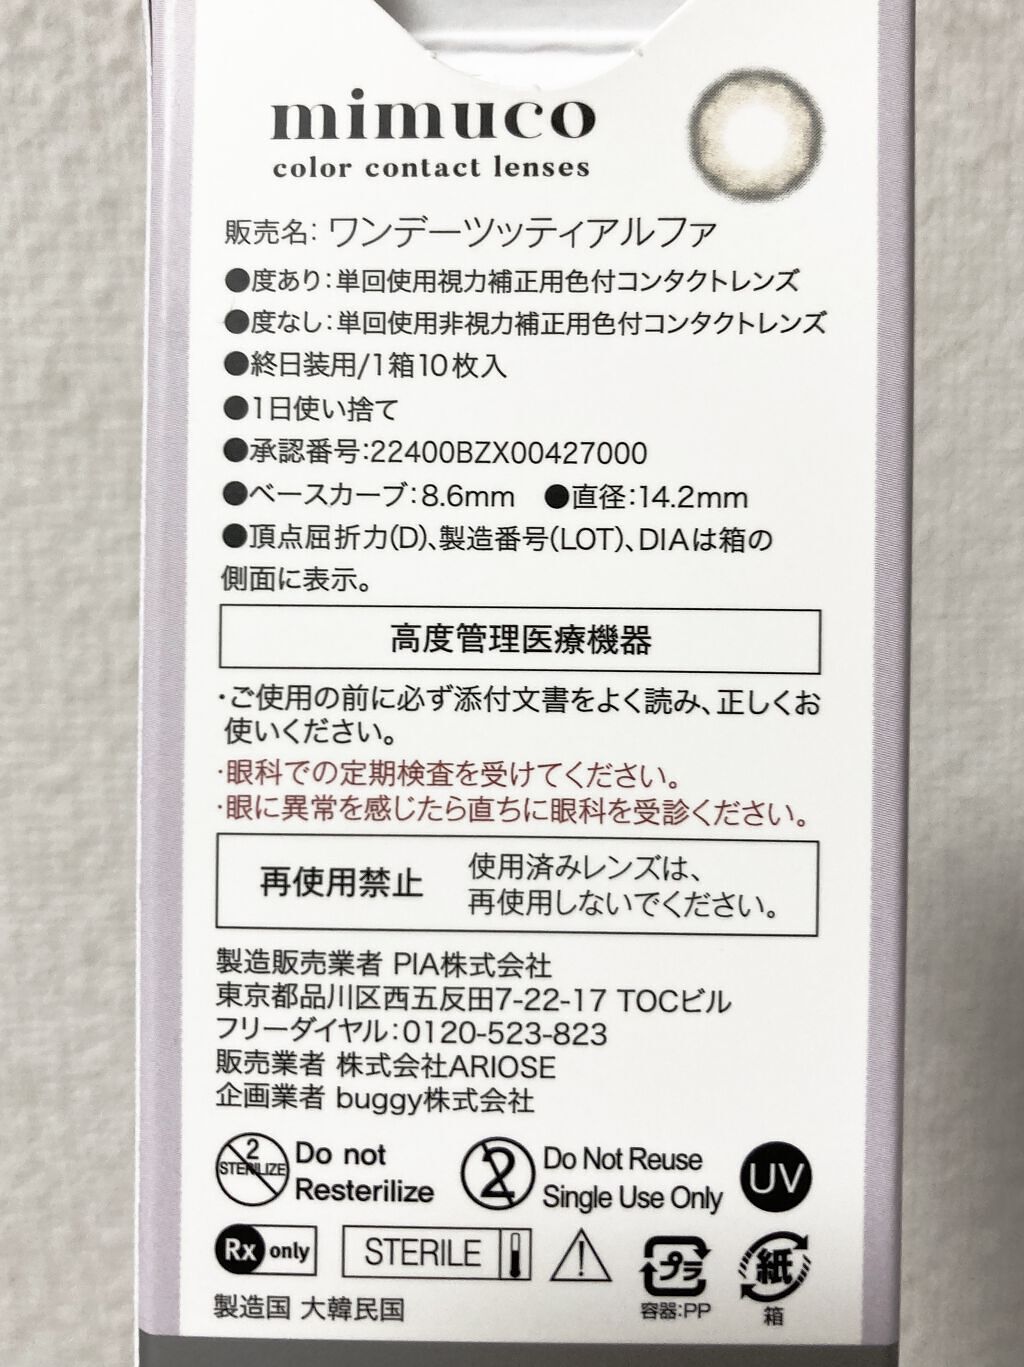 mimuco
color contact lenses
販売名: ワンデーツッティアルファ
●度あり:単回使用視力補正用色付コンタクトレンズ
●度なし:単回使用非視力補正用色付コンタクトレンズ
●終日装用/1箱10枚入
●1日使い捨て
●承認番号:22400BZX00427000
●ベースカーブ:8.6mm ●直径:14.2mm
●頂点屈折力(D)、製造番号(LOT)、DIAは箱の
側面に表示。
高度管理医療機器
・ご使用の前に必ず添付文書をよく読み、正しくお
使いください。
・眼科での定期検査を受けてください。
・眼に異常を感じたら直ちに眼科を受診ください。
再使用禁止
使用済みレンズは、
再使用しないでください。
製造販売業者 PIA株式会社
東京都品川区西五反田7-22-17 TOCビル
フリーダイヤル:0120-523-823
販売業者 株式会社ARIOSE
企画業者 buggy株式会社
2
STERILIZE
Do not
Resterilize
2
Do Not Reuse
Single Use Only
UV
Rx only
STERILE
プラ
紙
容器:PP
箱
製造国 大韓民国